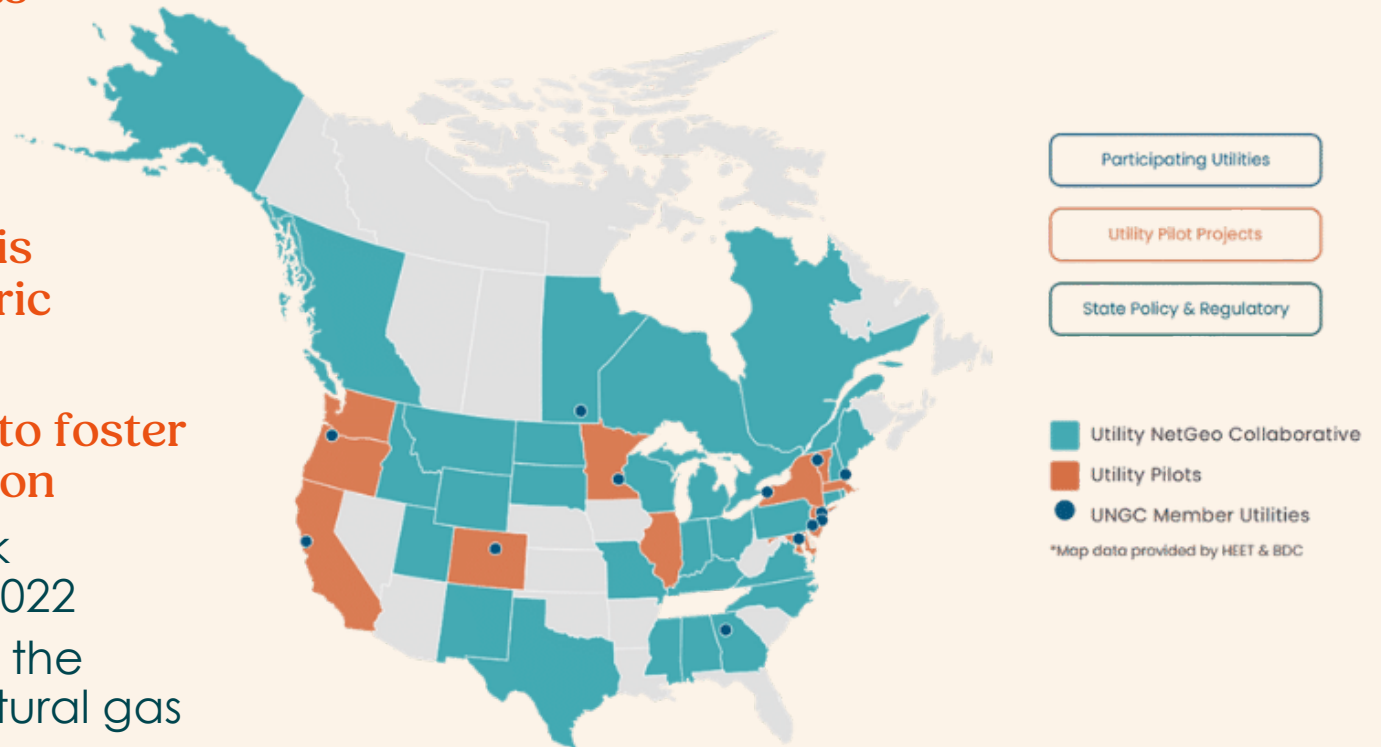 is
ric
to foster
on
k
022
the
tural gas
Participating Utilities
Utility Pilot Projects
State Policy & Regulatory
Utility NetGeo Collaborative
Utility Pilots
UNGC Member Utilities
*Map data provided by HEET & BDC